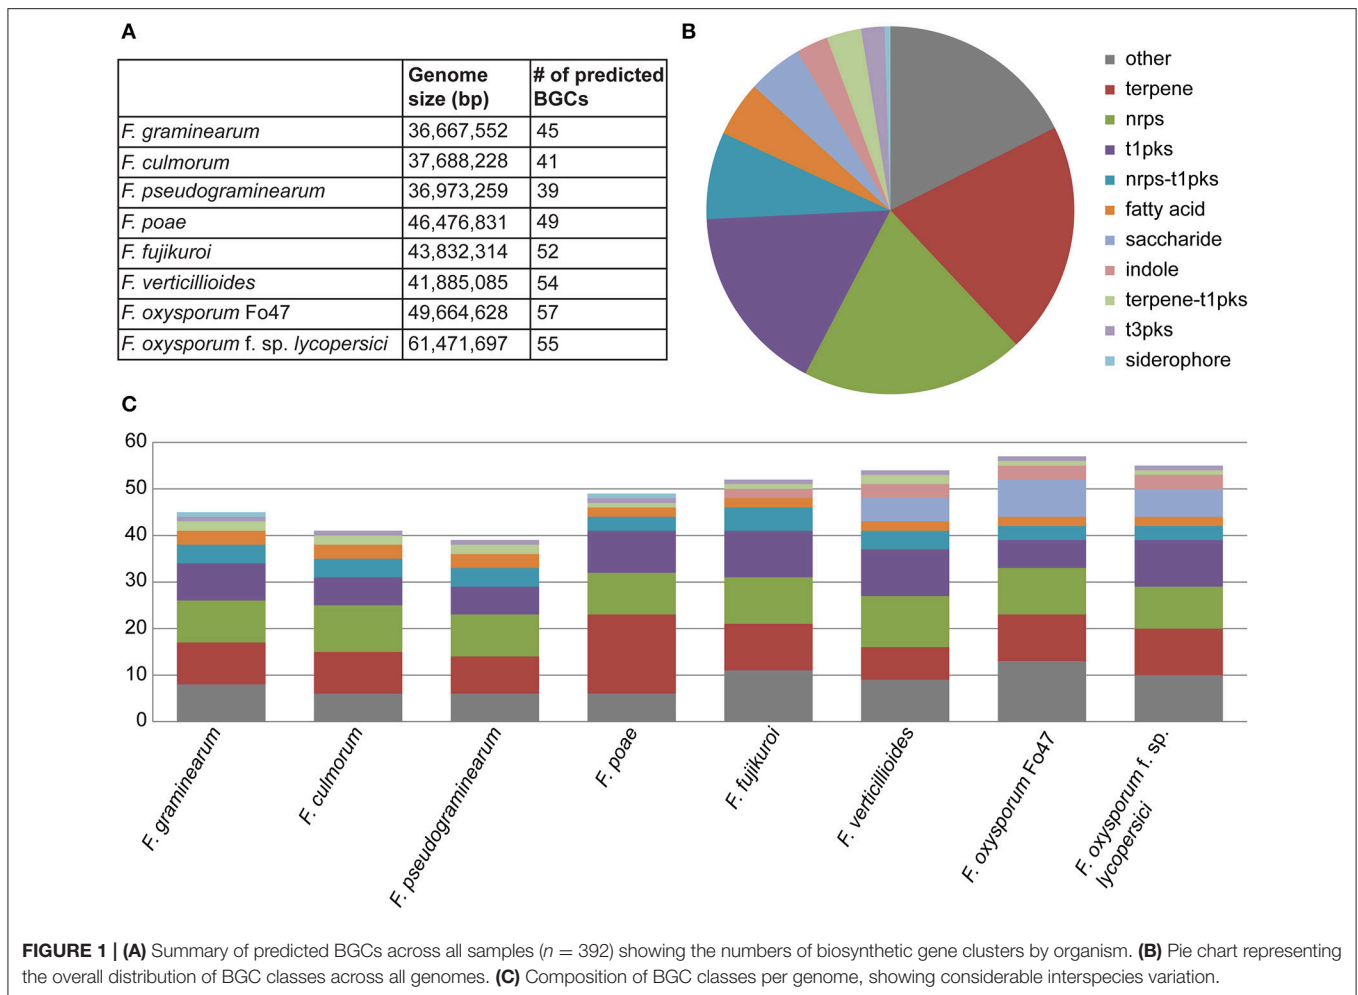 A
Genome size (bp) # of predicted BGCs
F. graminearum 36,667,552 45
F. culmorum 37,688,228 41
F. pseudograminearum 36,973,259 39
F. poae 46,476,831 49
F. fujikuroi 43,832,314 52
F. verticillioides 41,885,085 54
F. oxysporum Fo47 49,664,628 57
F. oxysporum f. sp. lycopersici 61,471,697 55
B
other
terpene
nrps
t1pks
nrps-t1pks
fatty acid
saccharide
indole
terpene-t1pks
t3pks
siderophore
C
60
50
40
30
20
10
0
F. graminearum
F. culmorum
F. pseudograminearum
F. poae
F. fujikuroi
F. verticillioides
F. oxysporum Fo47
F. oxysporum f. sp.
lycopersici
FIGURE 1 | (A) Summary of predicted BGCs across all samples (n = 392) showing the numbers of biosynthetic gene clusters by organism. (B) Pie chart representing
the overall distribution of BGC classes across all genomes. (C) Composition of BGC classes per genome, showing considerable interspecies variation.